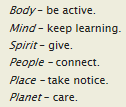 Body – be active.
Mind – keep learning.
Spirit – give.
People – connect.
Place – take notice.
Planet – care.